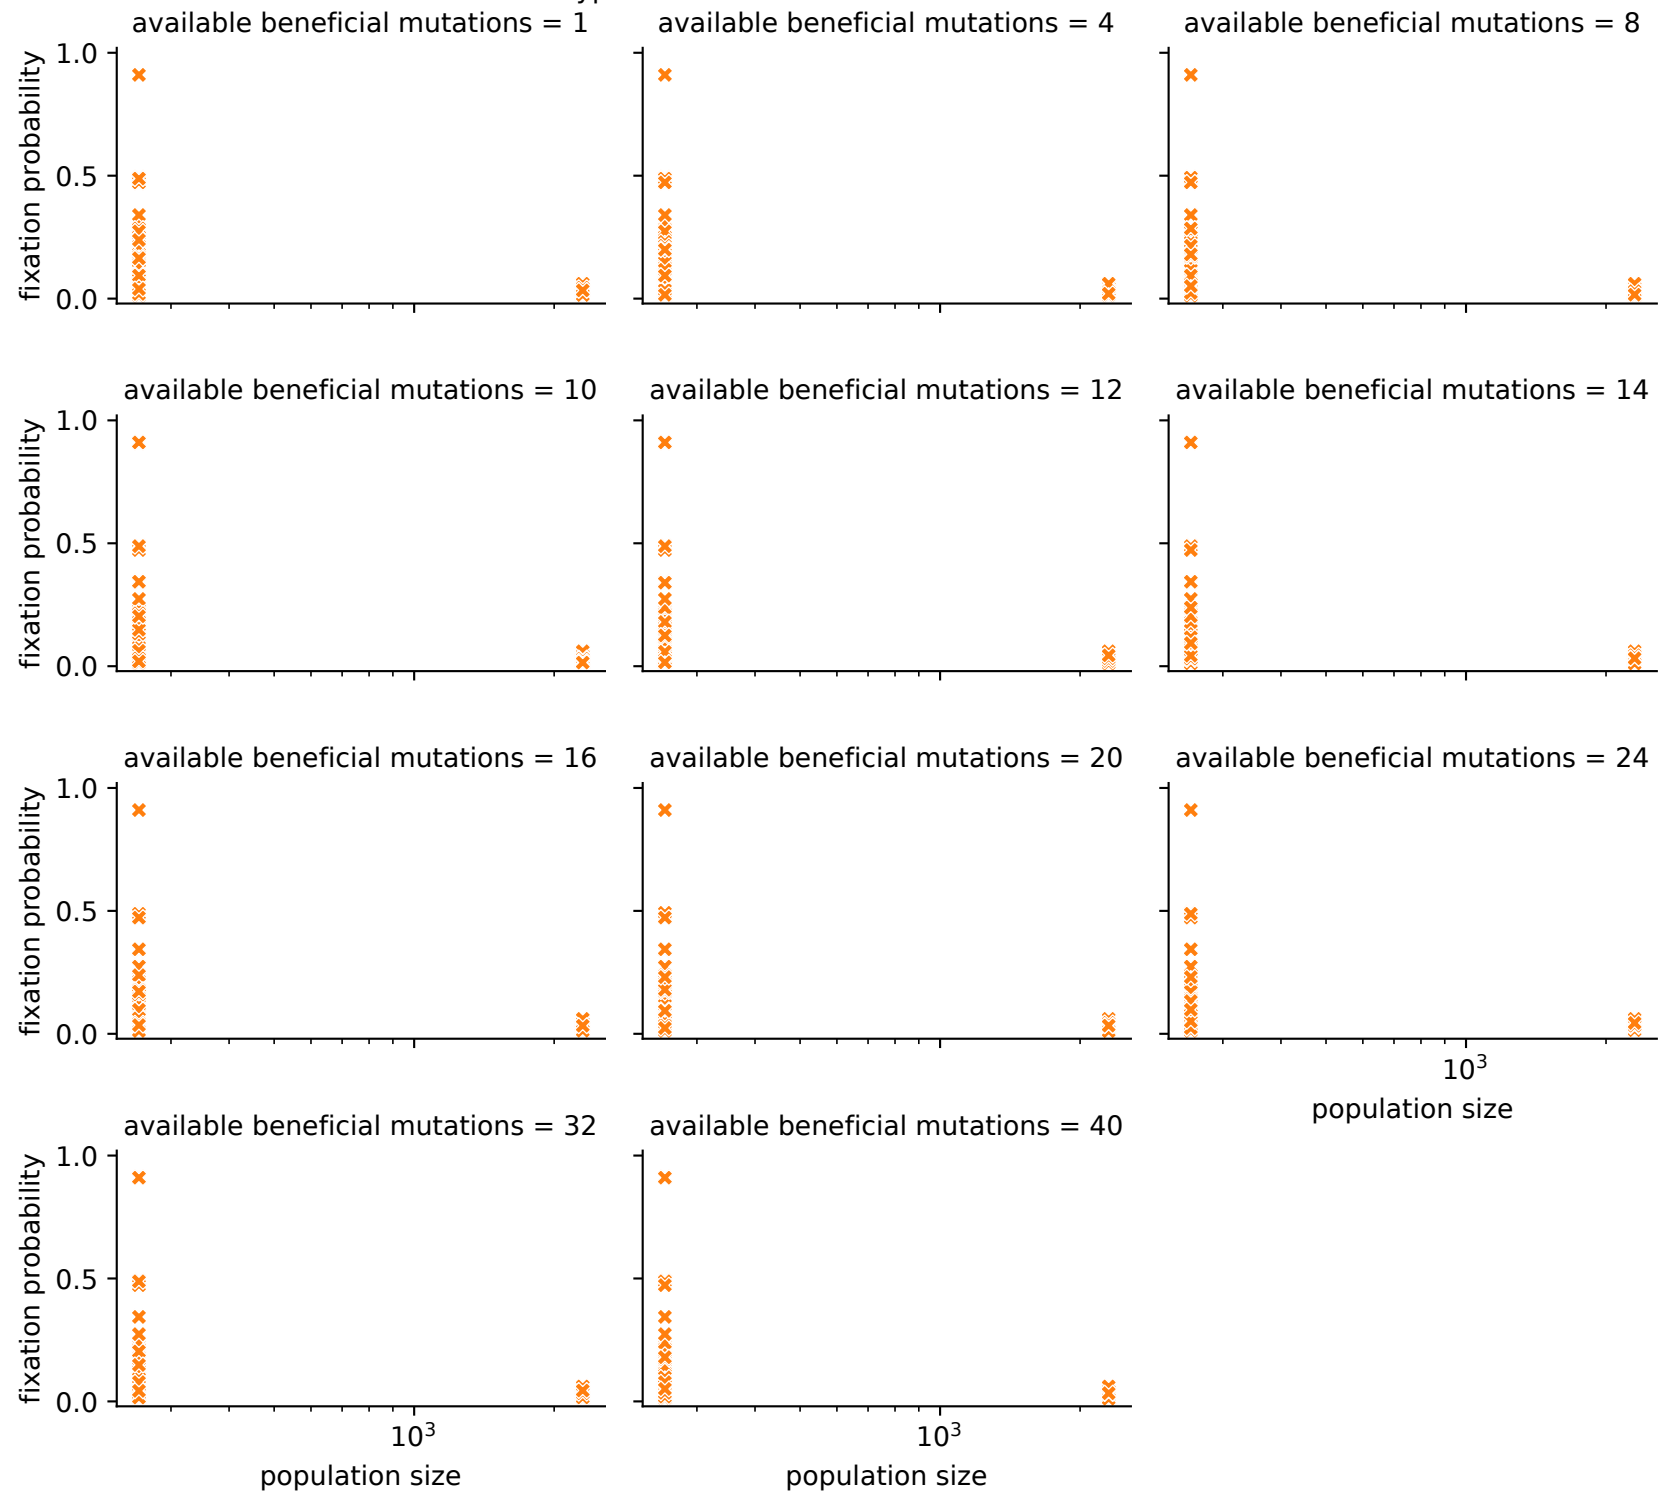 available beneficial mutations = 1
available beneficial mutations = 4
available beneficial mutations = 8
1.0
0.5
0.0
fixation probability
available beneficial mutations = 10
available beneficial mutations = 12
available beneficial mutations = 14
1.0
0.5
0.0
fixation probability
available beneficial mutations = 16
available beneficial mutations = 20
available beneficial mutations = 24
1.0
0.5
0.0
fixation probability
10³
population size
available beneficial mutations = 32
available beneficial mutations = 40
1.0
0.5
0.0
fixation probability
10³
10³
population size
population size